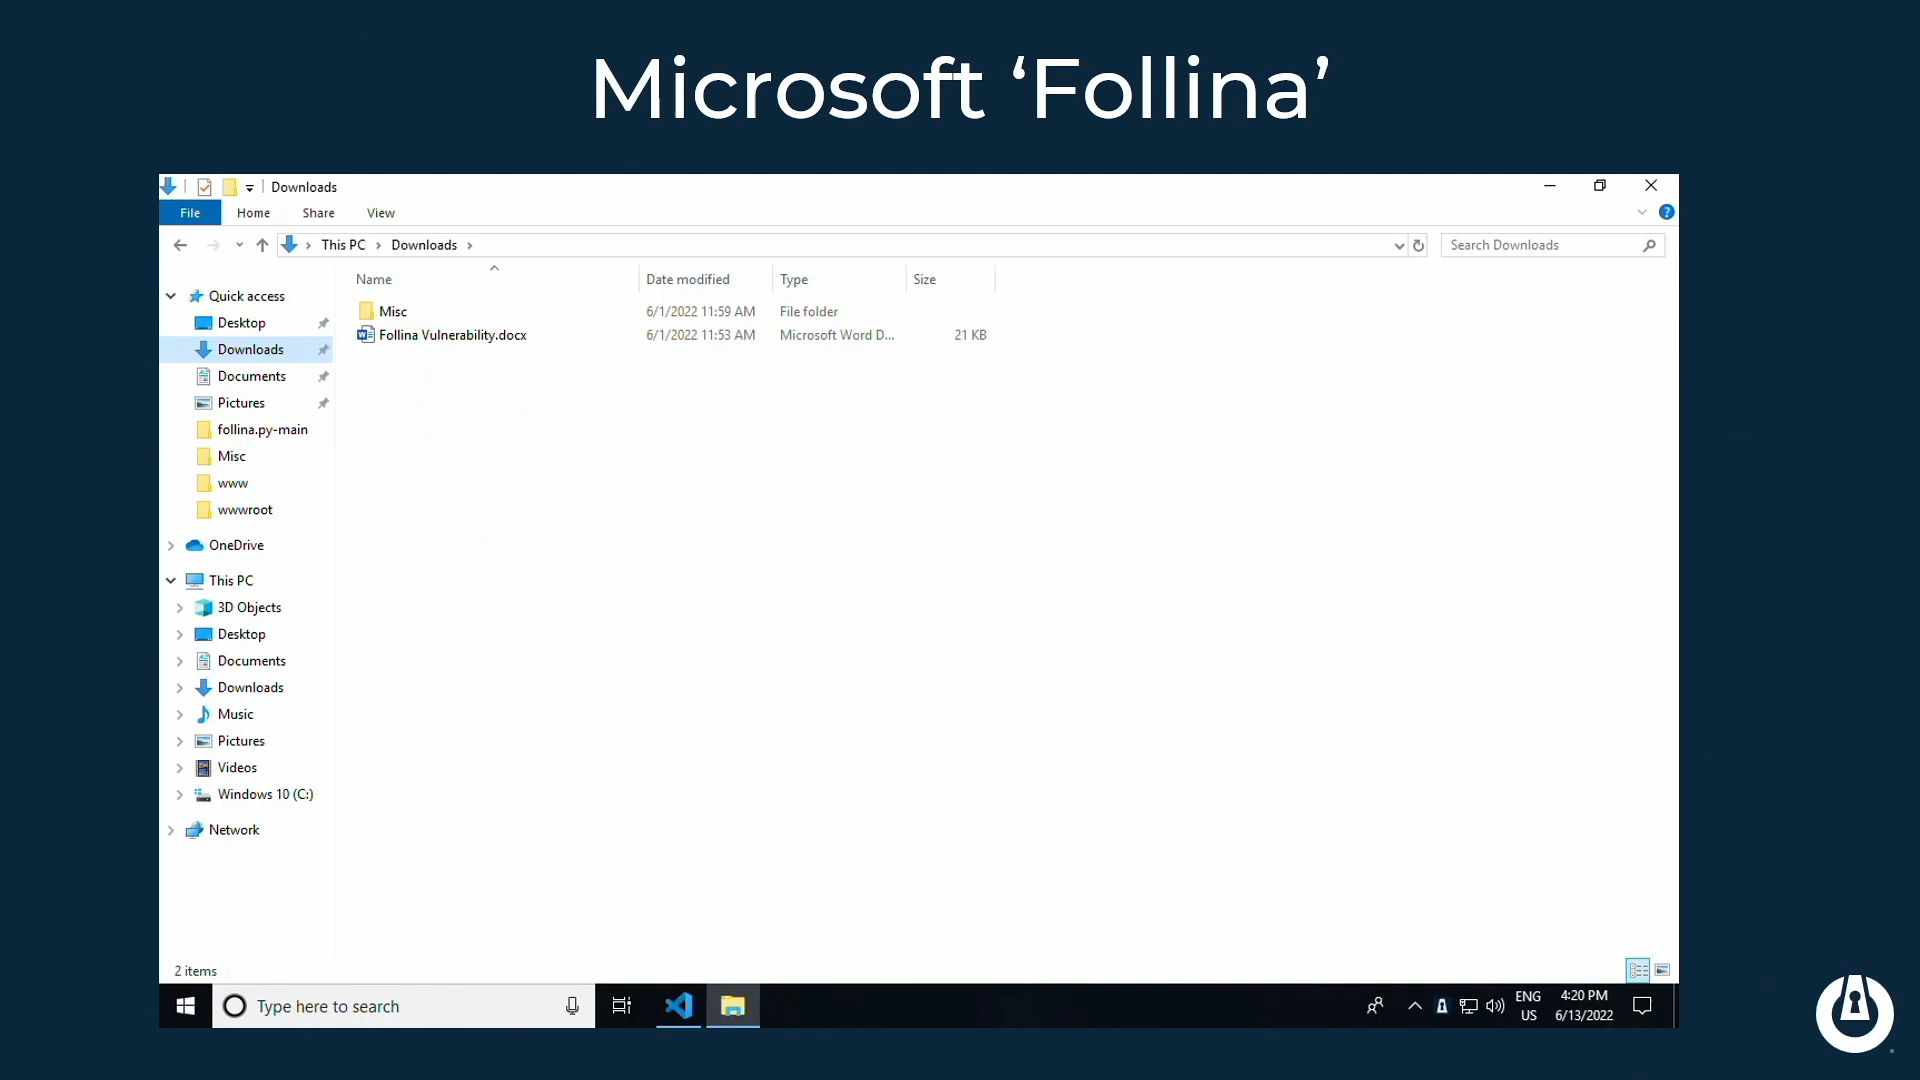 Microsoft ‘Follina’
Downloads
File Home Share View
This PC Downloads Search Downloads
Name Date modified Type Size
Quick access
Misc 6/1/2022 11:59 AM File folder
Desktop
Follina Vulnerability.docx 6/1/2022 11:53 AM Microsoft Word D... 21 KB
Downloads
Documents
Pictures
follina.py-main
Misc
www
wwwroot
OneDrive
This PC
3D Objects
Desktop
Documents
Downloads
Music
Pictures
Videos
Windows 10 (C:)
Network
2 items
Type here to search
ENG
US
4:20 PM
6/13/2022